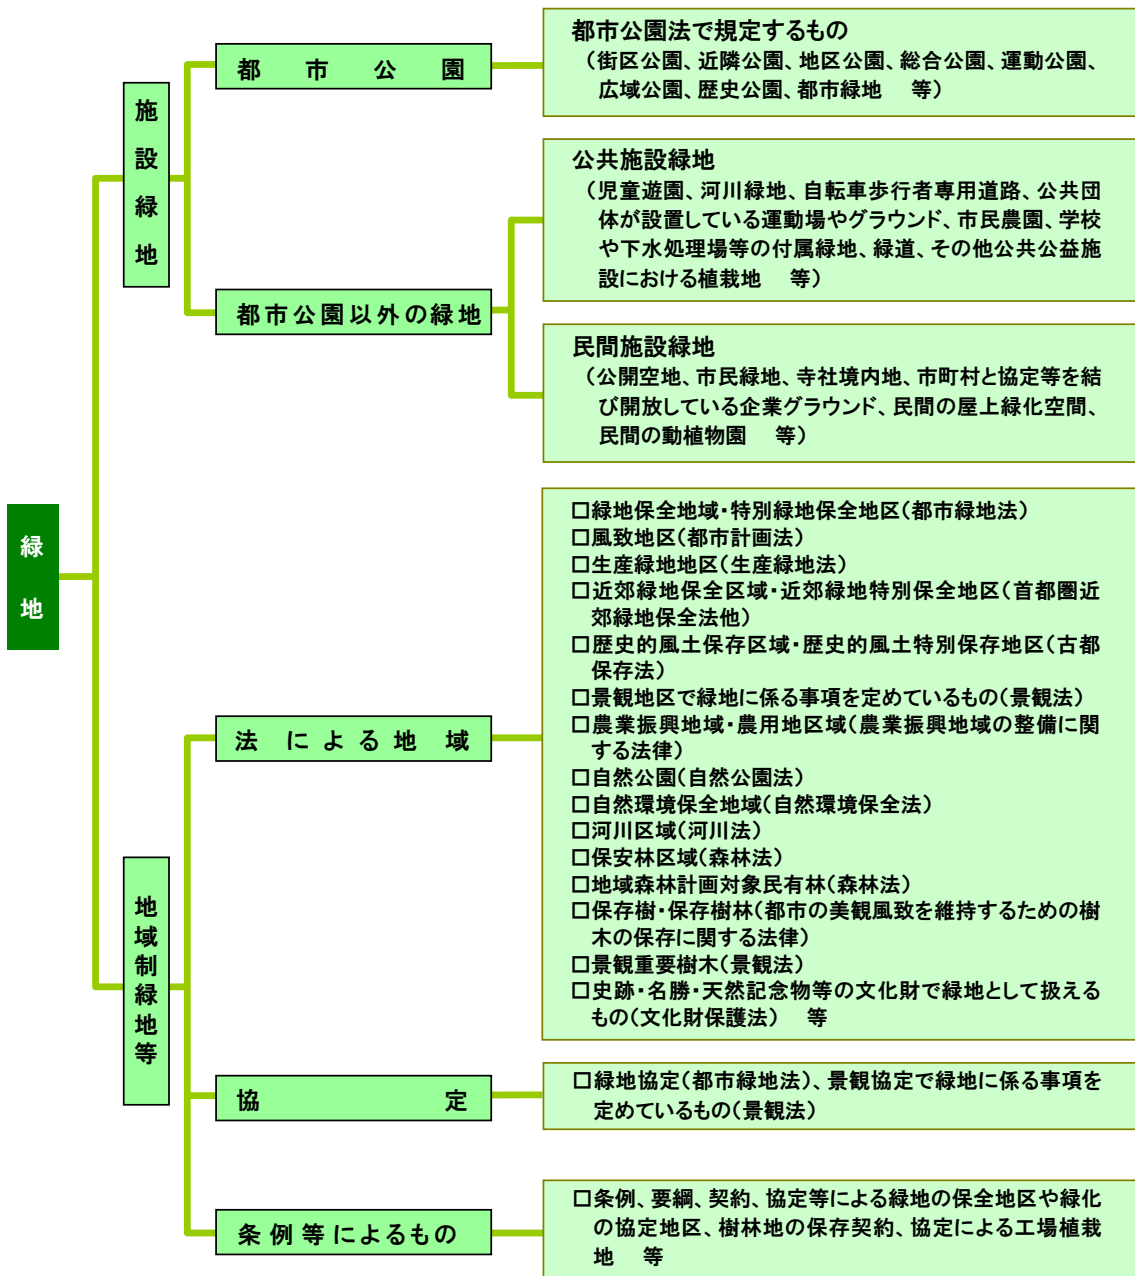 緑地
施設緑地
都市公園
都市公園法で規定するもの
(街区公園、近隣公園、地区公園、総合公園、運動公園、
広域公園、歴史公園、都市緑地 等)
都市公園以外の緑地
公共施設緑地
(児童遊園、河川緑地、自転車歩行者専用道路、公共団
体が設置している運動場やグラウンド、市民農園、学校
や下水処理場等の付属緑地、緑道、その他公共公益施
設における植栽地 等)
民間施設緑地
(公開空地、市民緑地、寺社境内地、市町村と協定等を結
び開放している企業グラウンド、民間の屋上緑化空間、
民間の動植物園 等)
地域制緑地等
法による地域
□緑地保全地域・特別緑地保全地区(都市緑地法)
□風致地区(都市計画法)
□生産緑地地区(生産緑地法)
□近郊緑地保全区域・近郊緑地特別保全地区(首都圏近
郊緑地保全法他)
□歴史的風土保存区域・歴史的風土特別保存地区(古都
保存法)
□景観地区で緑地に係る事項を定めているもの(景観法)
□農業振興地域・農用地区域(農業振興地域の整備に関
する法律)
□自然公園(自然公園法)
□自然環境保全地域(自然環境保全法)
□河川区域(河川法)
□保安林区域(森林法)
□地域森林計画対象民有林(森林法)
□保存樹・保存樹林(都市の美観風致を維持するための樹
木の保存に関する法律)
□景観重要樹木(景観法)
□史跡・名勝・天然記念物等の文化財で緑地として扱える
もの(文化財保護法) 等
協定
□緑地協定(都市緑地法)、景観協定で緑地に係る事項を
定めているもの(景観法)
条例等によるもの
□条例、要綱、契約、協定等による緑地の保全地区や緑化
の協定地区、樹林地の保存契約、協定による工場植栽
地 等